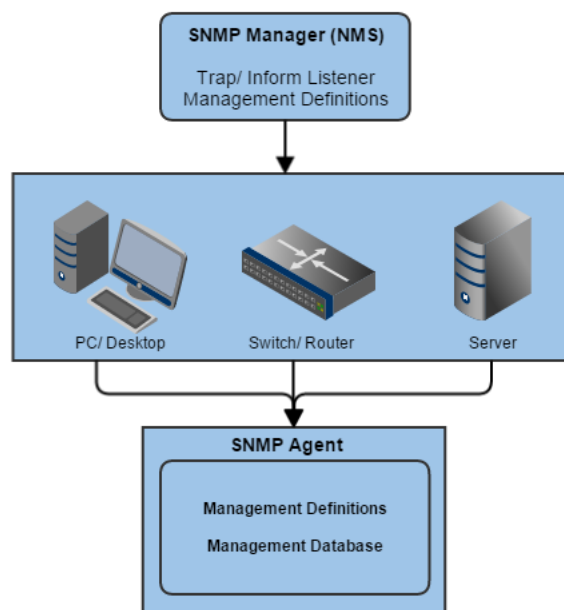 SNMP Manager (NMS)
Trap/ Inform Listener
Management Definitions
PC/ Desktop
Switch/ Router
Server
SNMP Agent
Management Definitions
Management Database